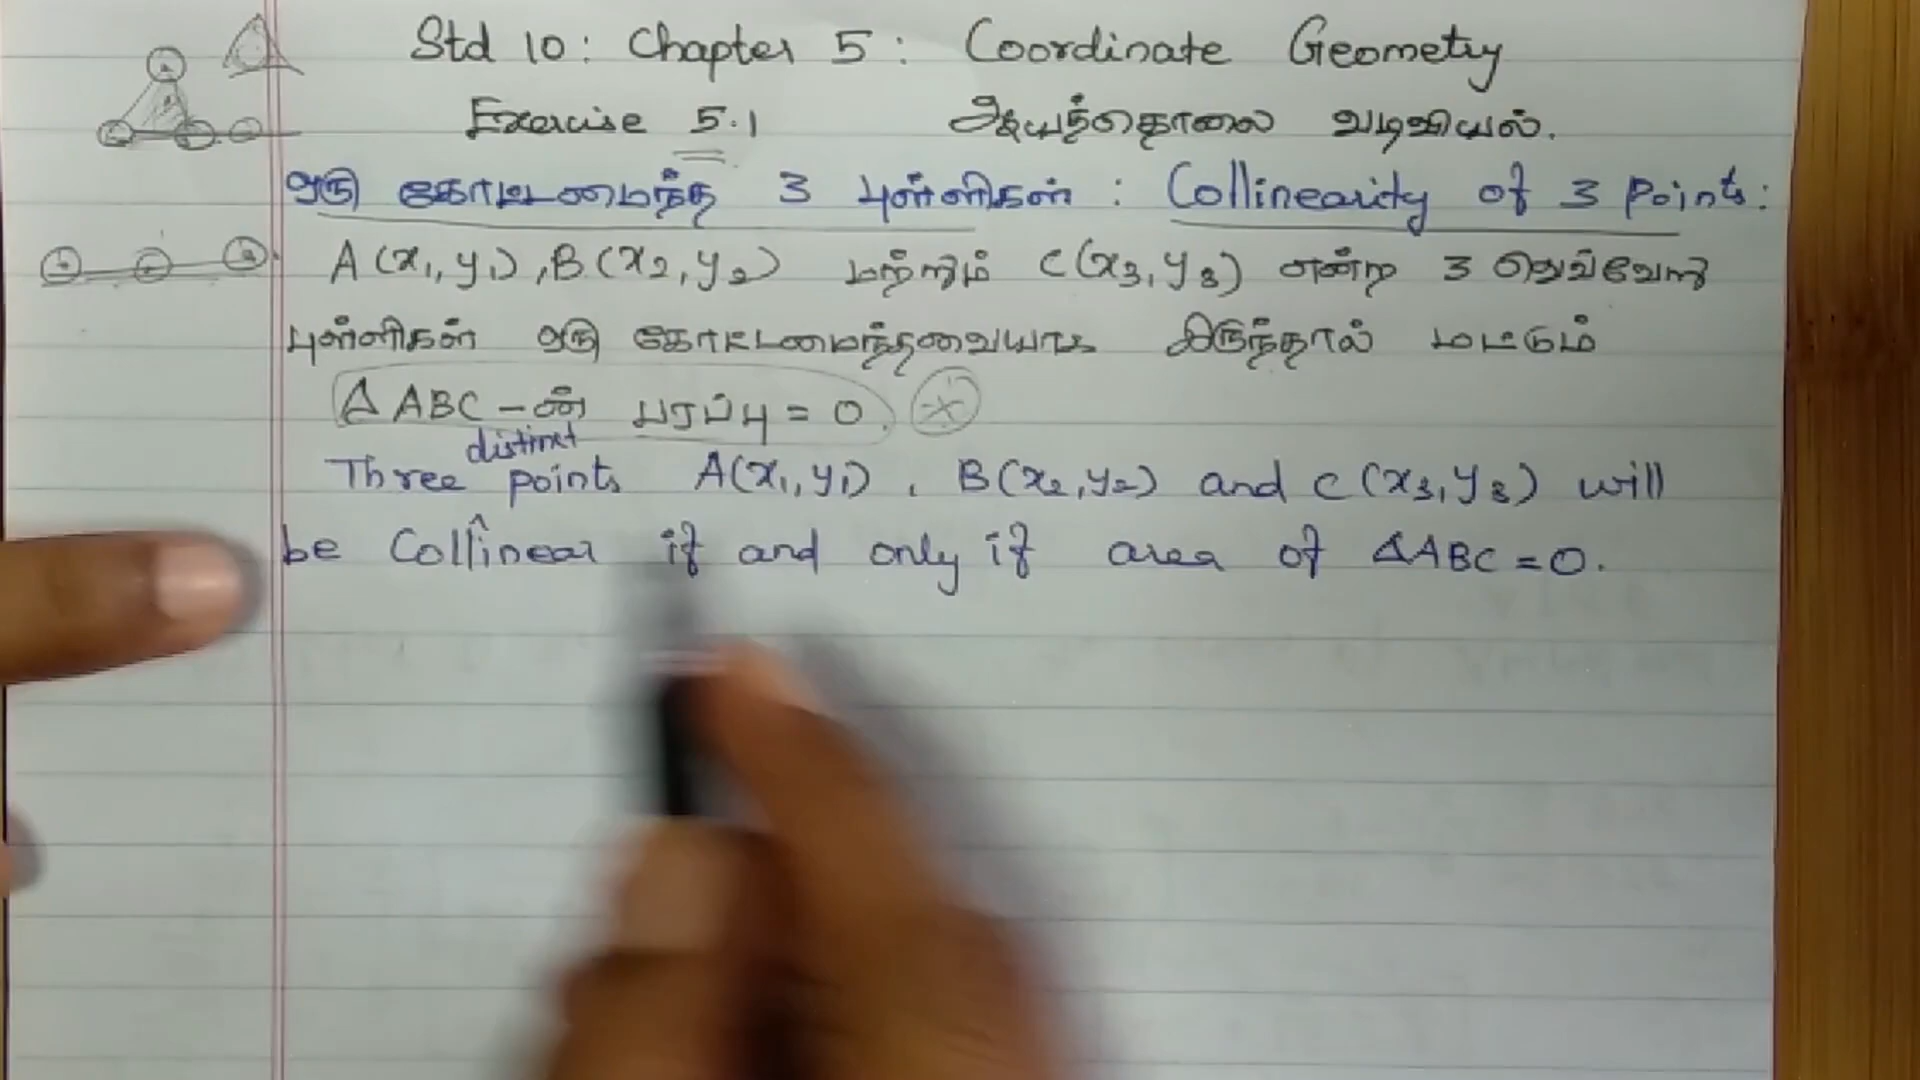 Std 10: Chapter 5: Coordinate Geometry
Exercise 5.1 ஆயத்தொலை வடிவியல்.
ஒரு கோட்டமைந்த 3 புள்ளிகள் : Collinearity of 3 Points:
A(x₁,y₁), B(x₂,y₂) மற்றும் C(x₃,y₃) என்ற 3 வெவ்வேறு
புள்ளிகள் ஒரு கோட்டமைந்தவையாக இருந்தால் மட்டும்
Δ ABC -ன் பரப்பு = 0.
distinct
Three points A(x₁,y₁), B(x₂,y₂) and C(x₃,y₃) will
be Collinear if and only if area of ΔABC = 0.